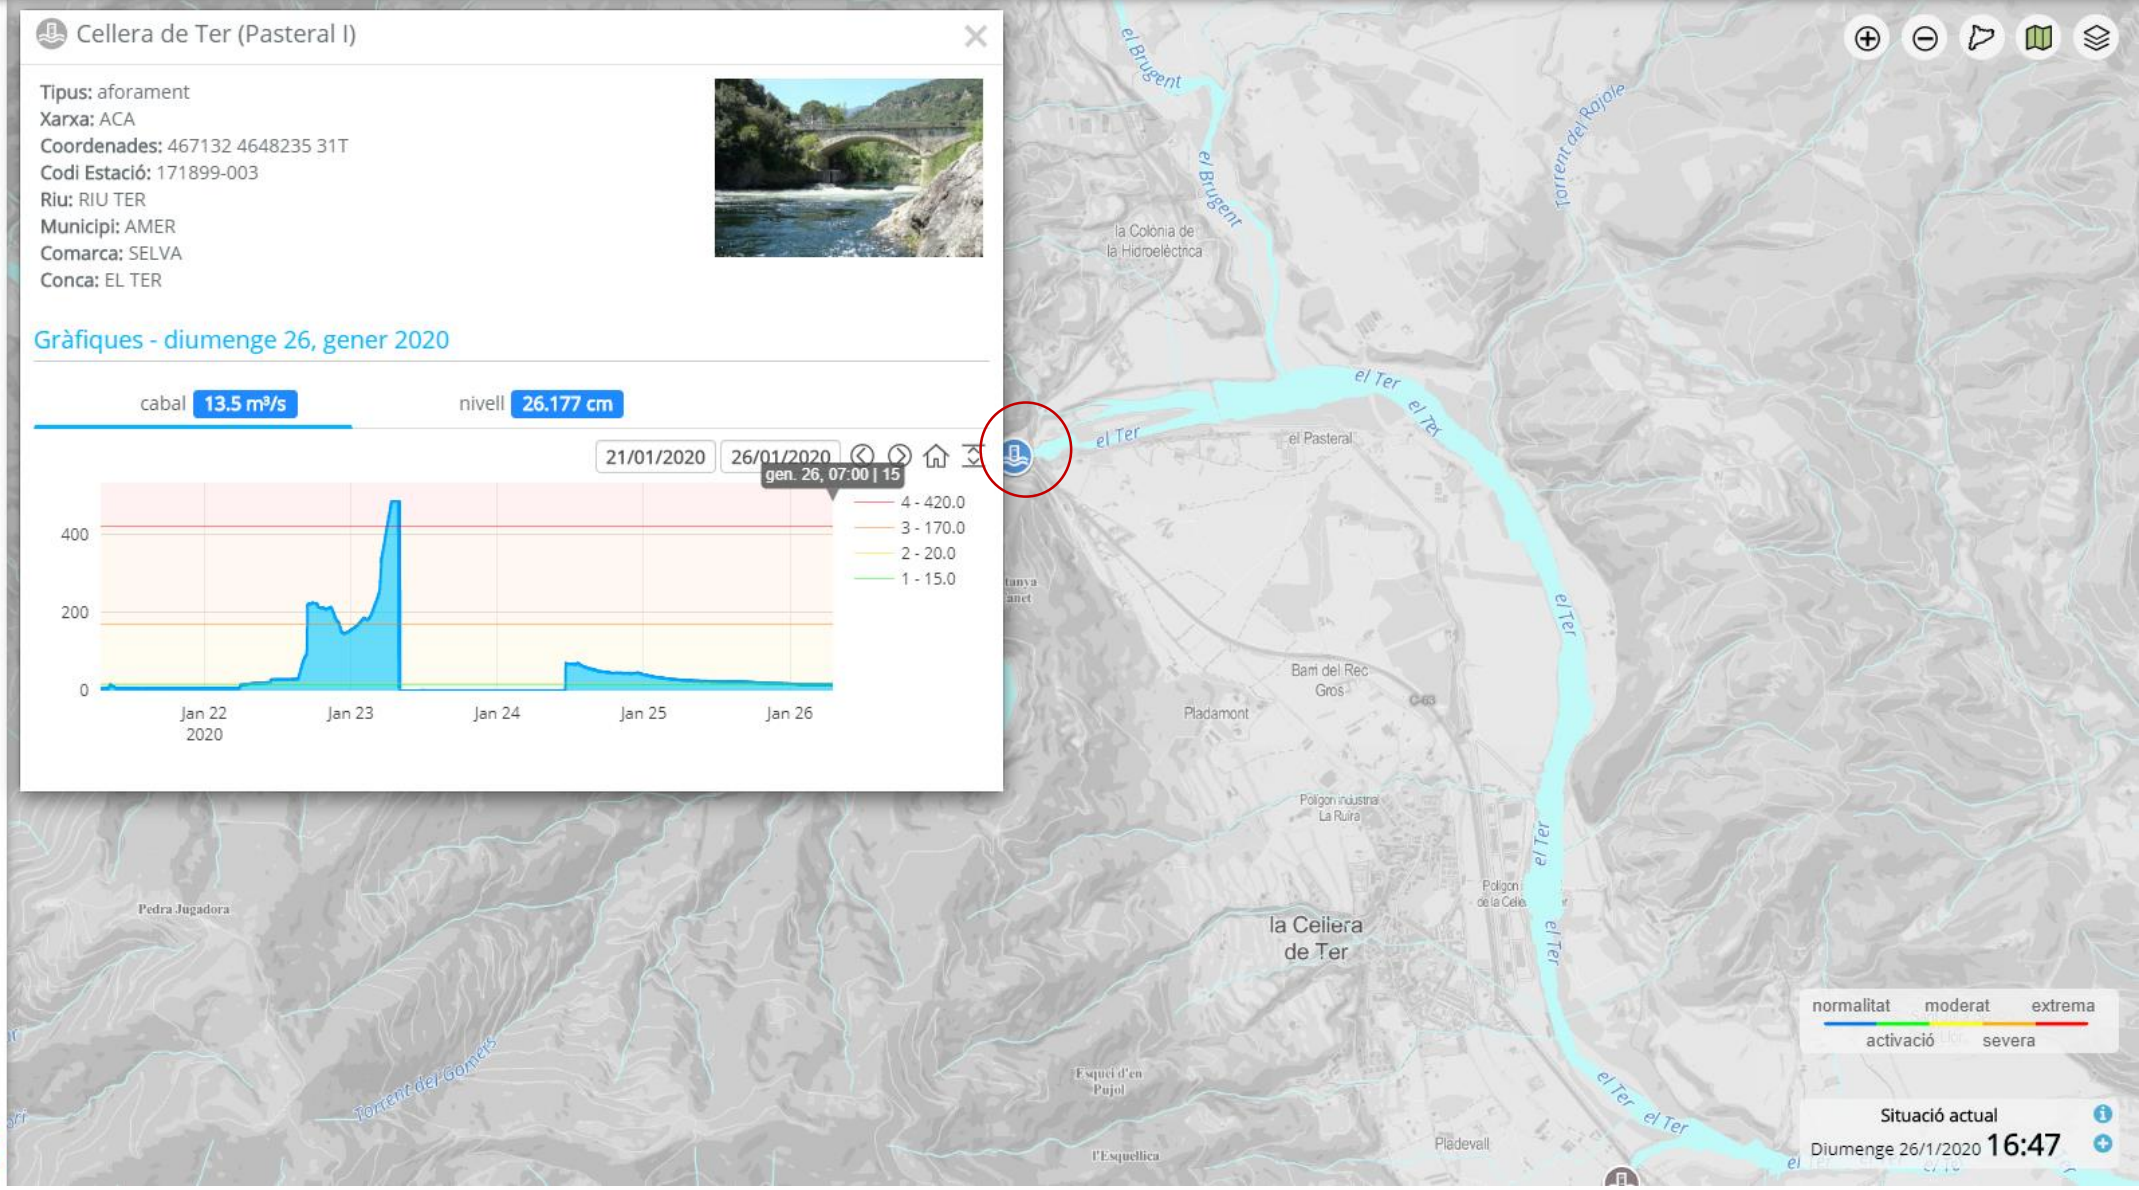 Cellera de Ter (Pasteral I)
Tipus: aforament
Xarxa: ACA
Coordenades: 467132 4648235 31T
Codi Estació: 171899-003
Riu: RIU TER
Municipi: AMER
Comarca: SELVA
Conca: EL TER
Gràfiques - diumenge 26, gener 2020
cabal 13.5 m³/s
nivell 26.177 cm
21/01/2020
26/01/2020
gen. 26, 07:00 | 15
4 - 420.0
3 - 170.0
2 - 20.0
1 - 15.0
400
200
0
Jan 22
2020
Jan 23
Jan 24
Jan 25
Jan 26
el Brugent
el Brugent
Torrent del Rajole
la Colònia de
la Hidroelèctrica
el Ter
el Ter
el Ter
el Pasteral
el Ter
Barri del Rec
Gros
C-63
Pladamont
Polígon industrial
La Ruira
el Ter
Polígon
de la Celle
la Cellera
de Ter
el Ter
Pedra Jugadora
Torrent del Gomers
Esquei d'en
Pujol
l'Esquellica
Pladevall
el Ter
el Ter
normalitat
moderat
extrema
activació
severa
Situació actual
Diumenge 26/1/2020 16:47